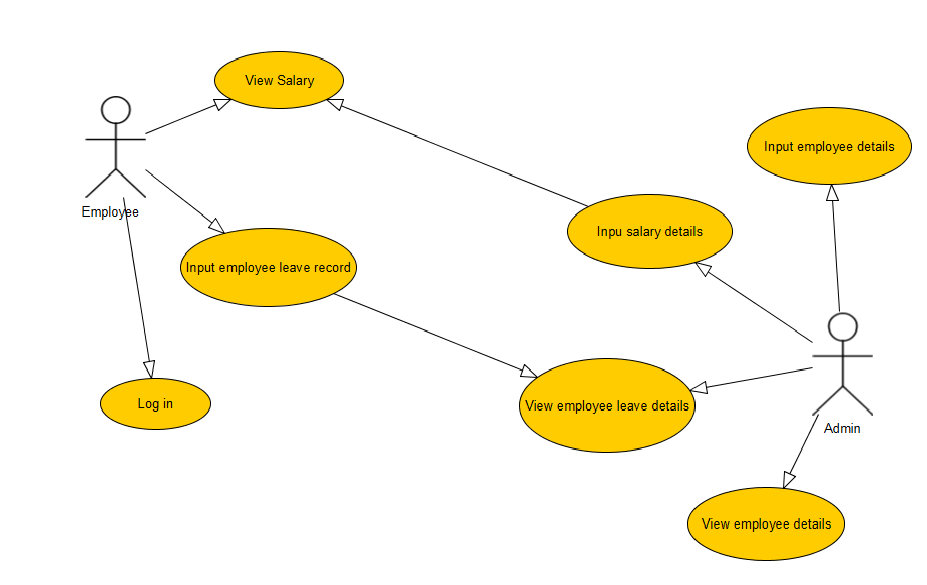 View Salary
Input employee details
Employee
Inpu salary details
Input employee leave record
Log in
View employee leave details
Admin
View employee details